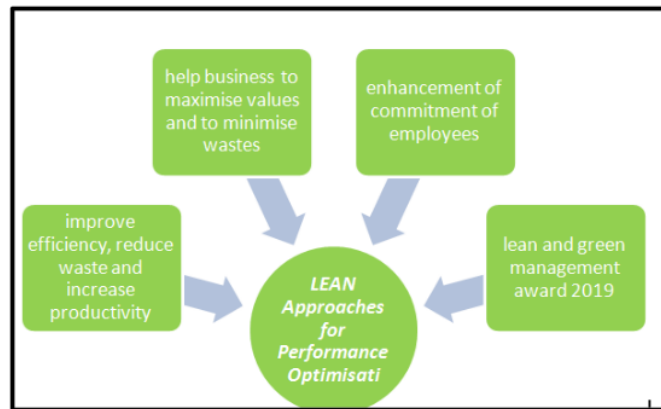 help business to
maximise values
and to minimise
wastes
enhancement of
commitment of
employees
improve
efficiency, reduce
waste and
increase
productivity
lean and green
management
award 2019
LEAN
Approaches
for
Performance
Optimisati